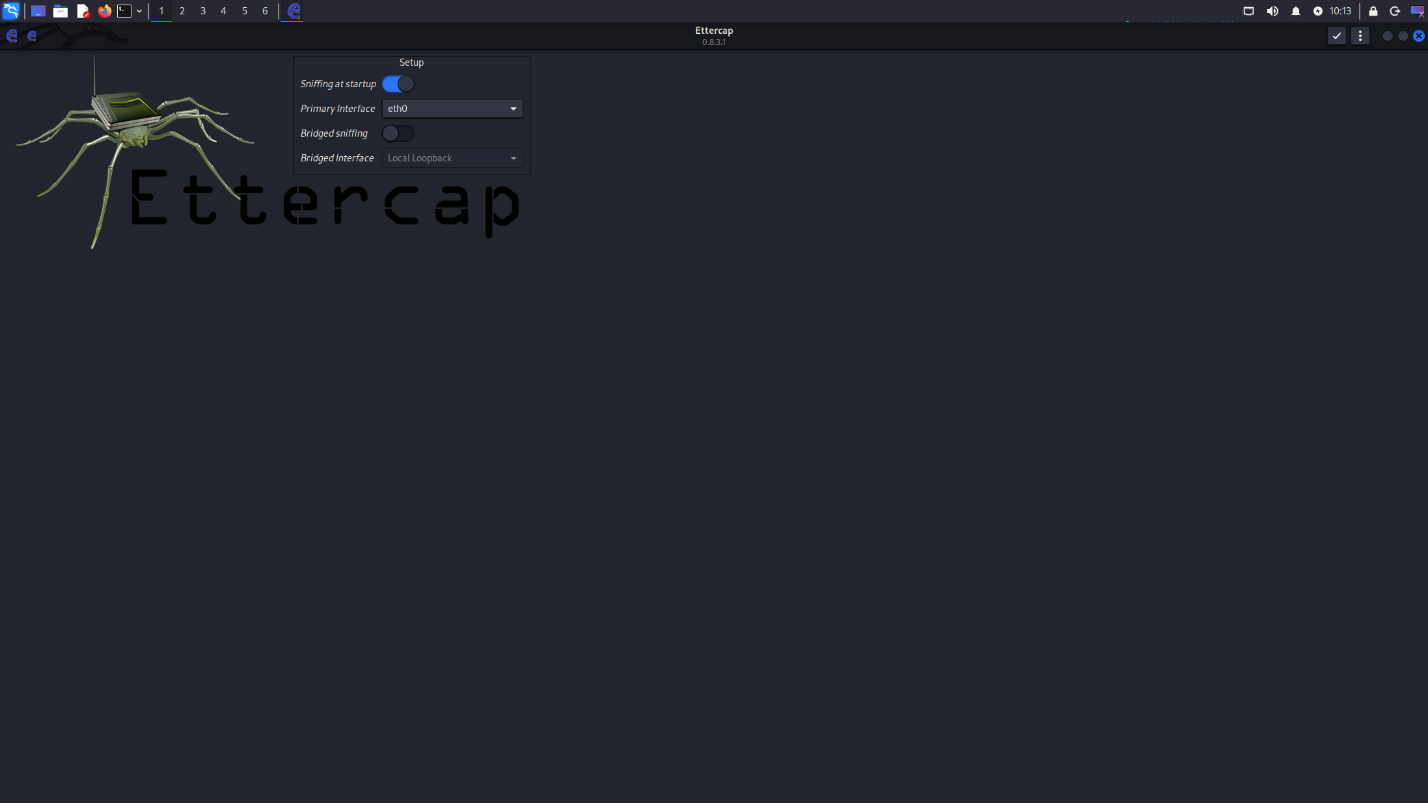 1 2 3 4 5 6
10:13
Ettercap
0.8.3.1
Setup
Sniffing at startup
Primary Interface eth0
Bridged sniffing
Bridged Interface Local Loopback
Ettercap